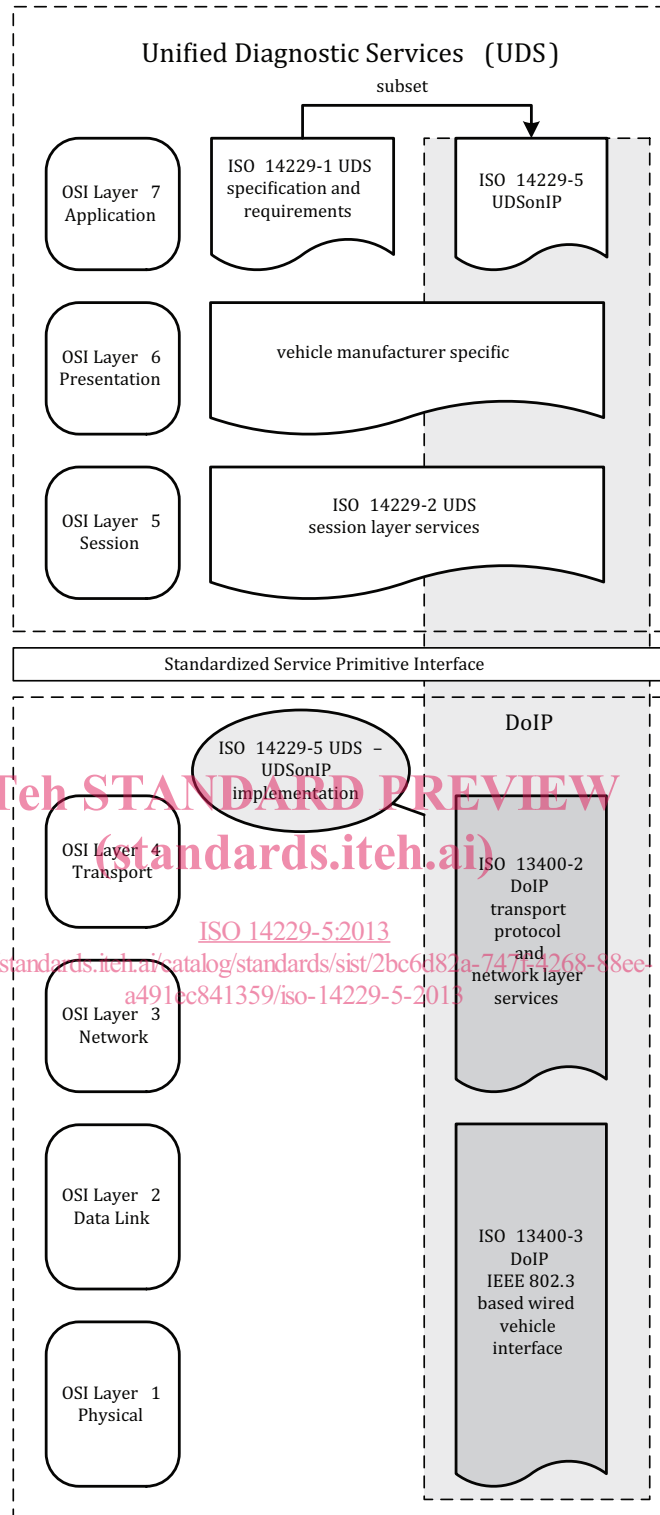 Unified Diagnostic Services (UDS)
subset
OSI Layer 7
Application
ISO 14229-1 UDS
specification and
requirements
ISO 14229-5
UDSonIP
OSI Layer 6
Presentation
vehicle manufacturer specific
OSI Layer 5
Session
ISO 14229-2 UDS
session layer services
Standardized Service Primitive Interface
DoIP
ISO 14229-5 UDS –
UDSonIP
implementation
Teh STANDARD PREVIEW
(standards.iteh.ai)
OSI Layer 4
Transport
ISO 13400-2
DoIP
transport
protocol
and
network layer
services
ISO 14229-5:2013
standards.iteh.ai/catalog/standards/sist/2bc6d82a-747f-4268-88ee-
a491ec841359/iso-14229-5-2013
OSI Layer 3
Network
OSI Layer 2
Data Link
ISO 13400-3
DoIP
IEEE 802.3
based wired
vehicle
interface
OSI Layer 1
Physical